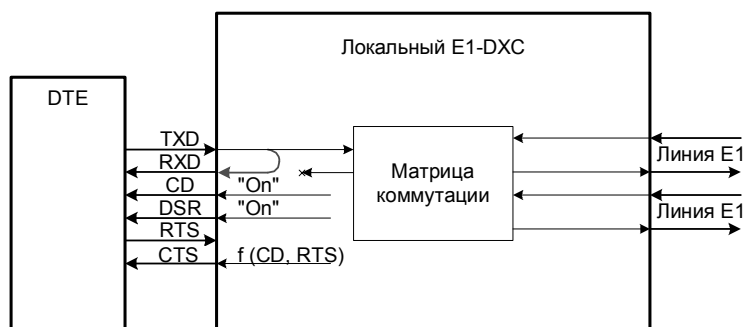 Локальный E1-DXC
DTE
TXD
RXD
CD
"On"
DSR
"On"
RTS
CTS
f (CD, RTS)
Матрица
коммутации
Линия E1
Линия E1